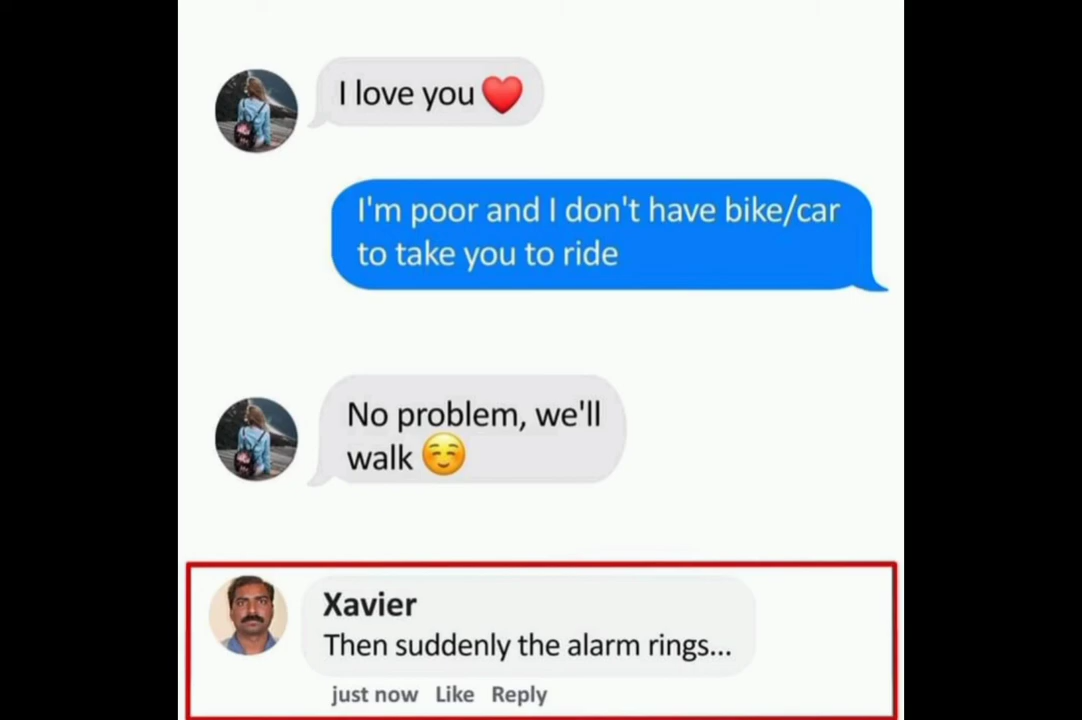 I love you ❤️
I'm poor and I don't have bike/car
to take you to ride
No problem, we'll
walk ☺️
Xavier
Then suddenly the alarm rings...
just now Like Reply